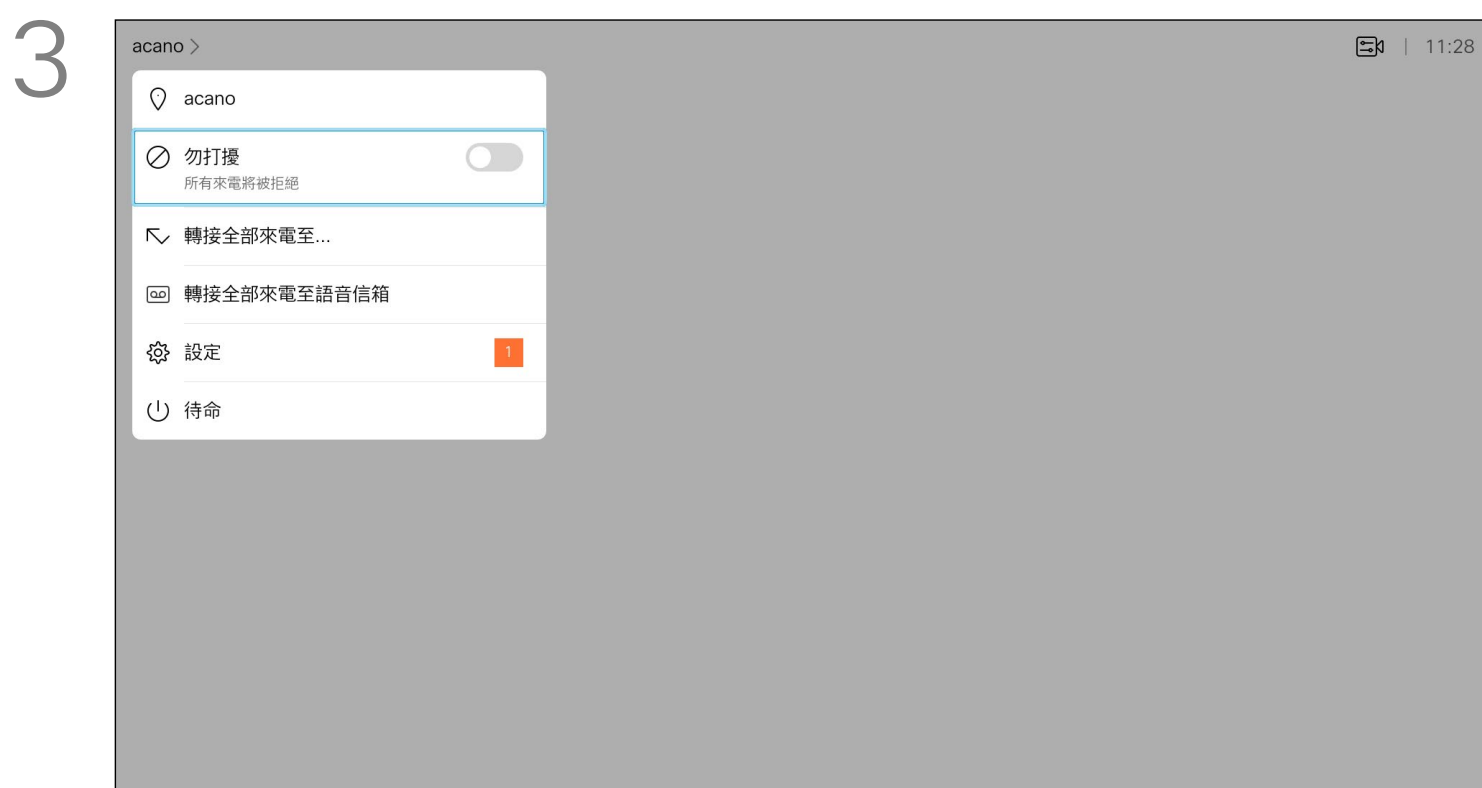 3
acano >
11:28
acano
勿打擾
所有來電將被拒絕
轉接全部來電至...
轉接全部來電至語音信箱
設定
1
待命